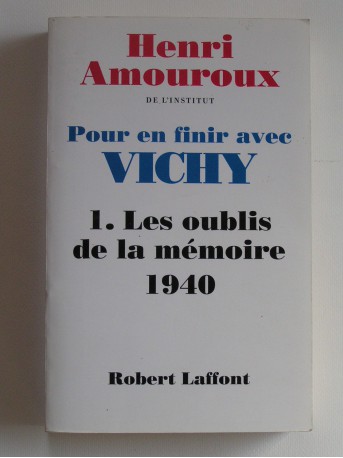 Henri
Amouroux
DE L'INSTITUT
Pour en finir avec
VICHY
1. Les oublis
de la mémoire
1940
Robert Laffont